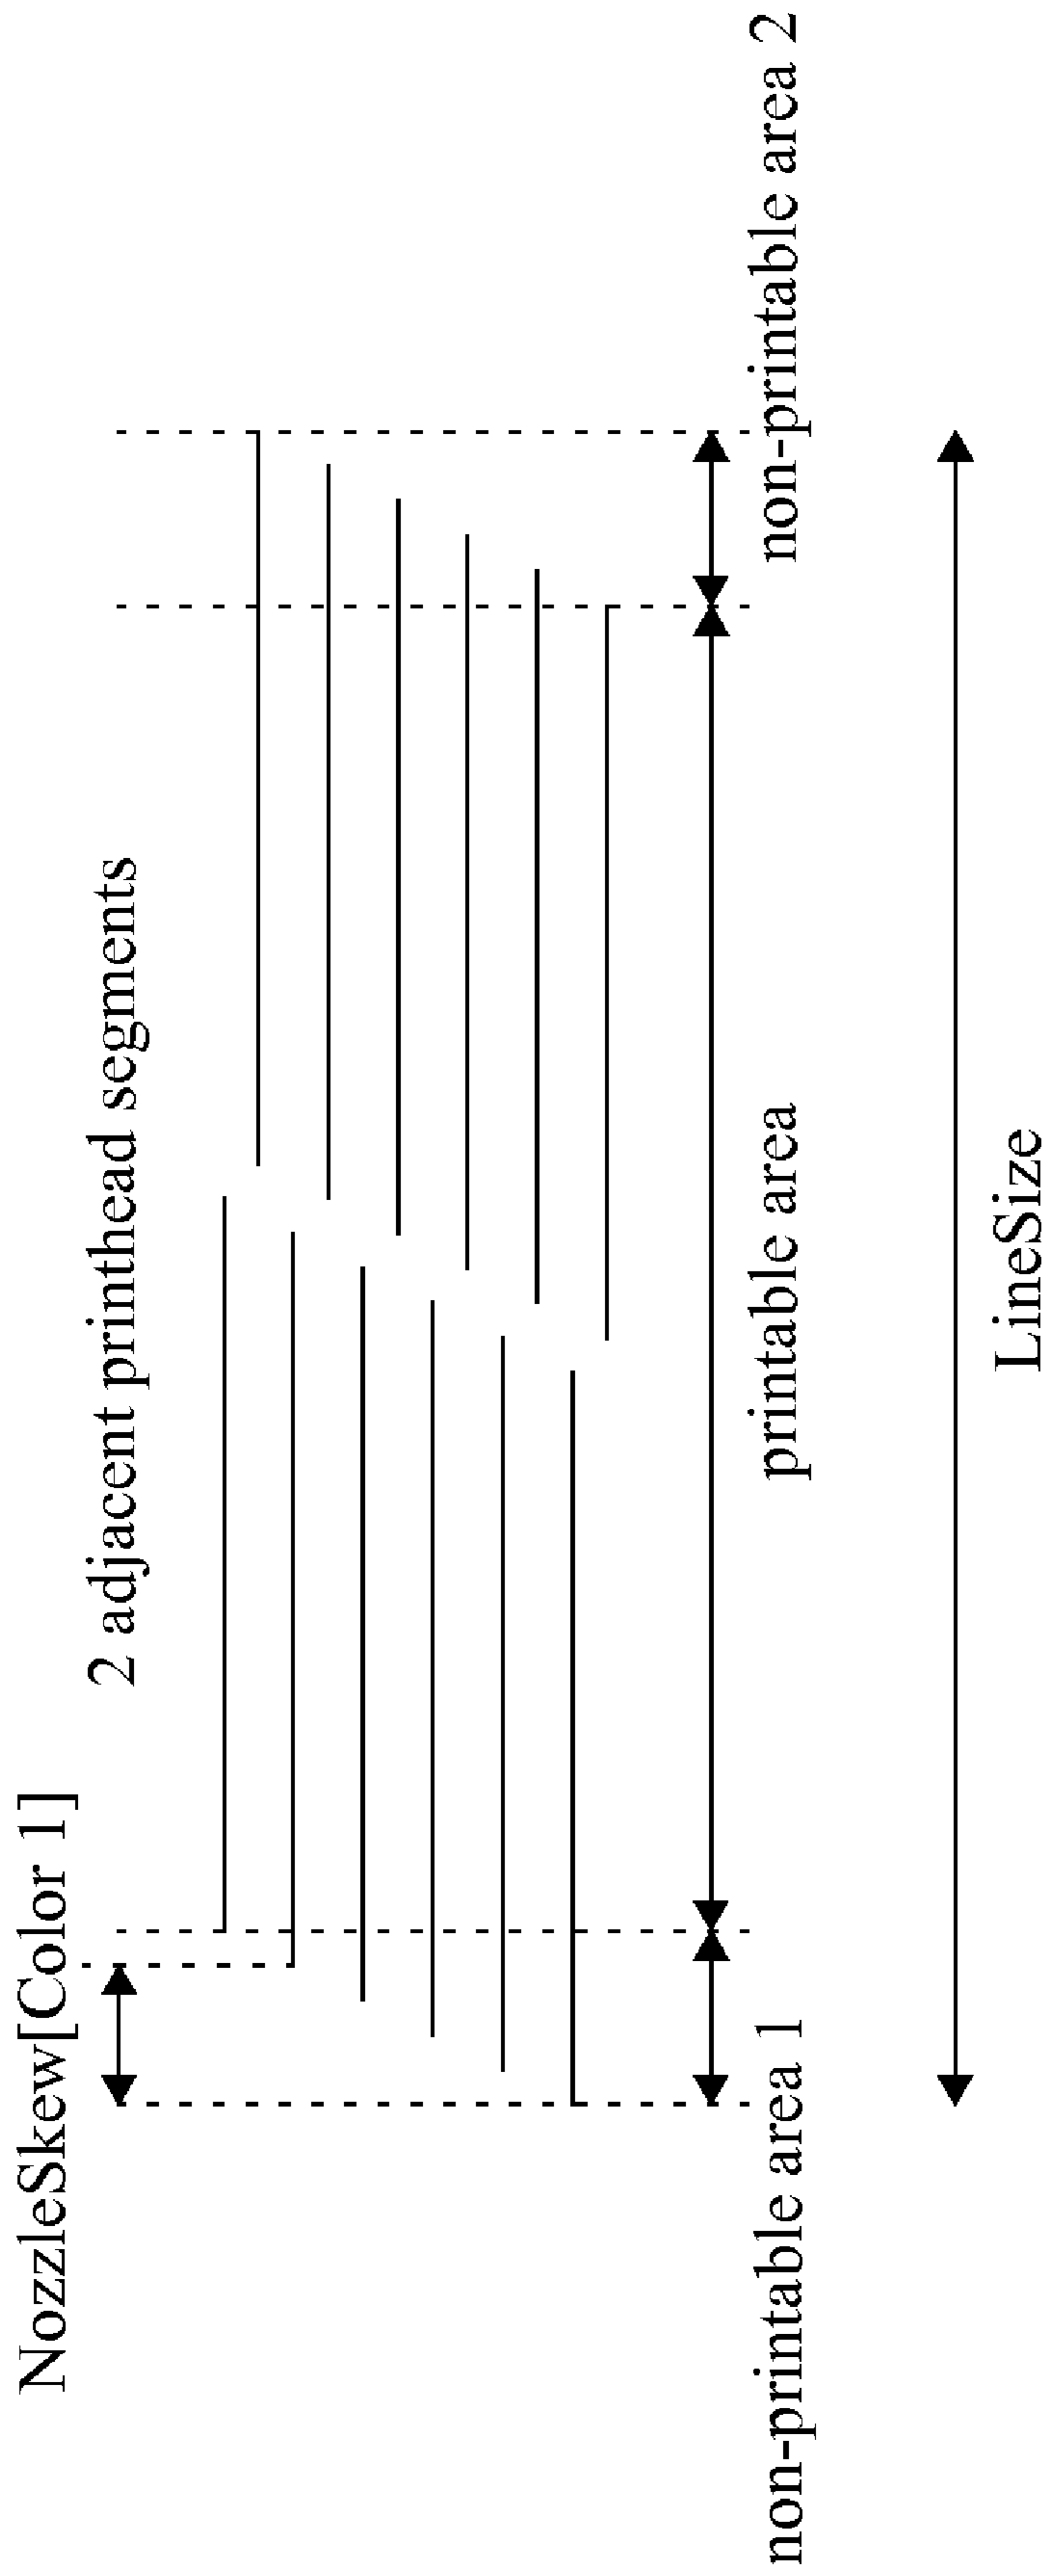 NozzleSkew[Color 1]
2 adjacent printhead segments
non-printable area 1
printable area
non-printable area 2
LineSize